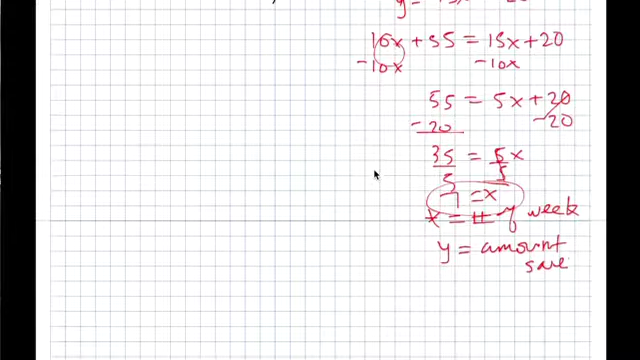 10x + 55 = 15x + 20
-10x -10x
55 = 5x + 20
-20 -20
35 = 5x
5 5
7 = x
x = # of week
y = amount
save